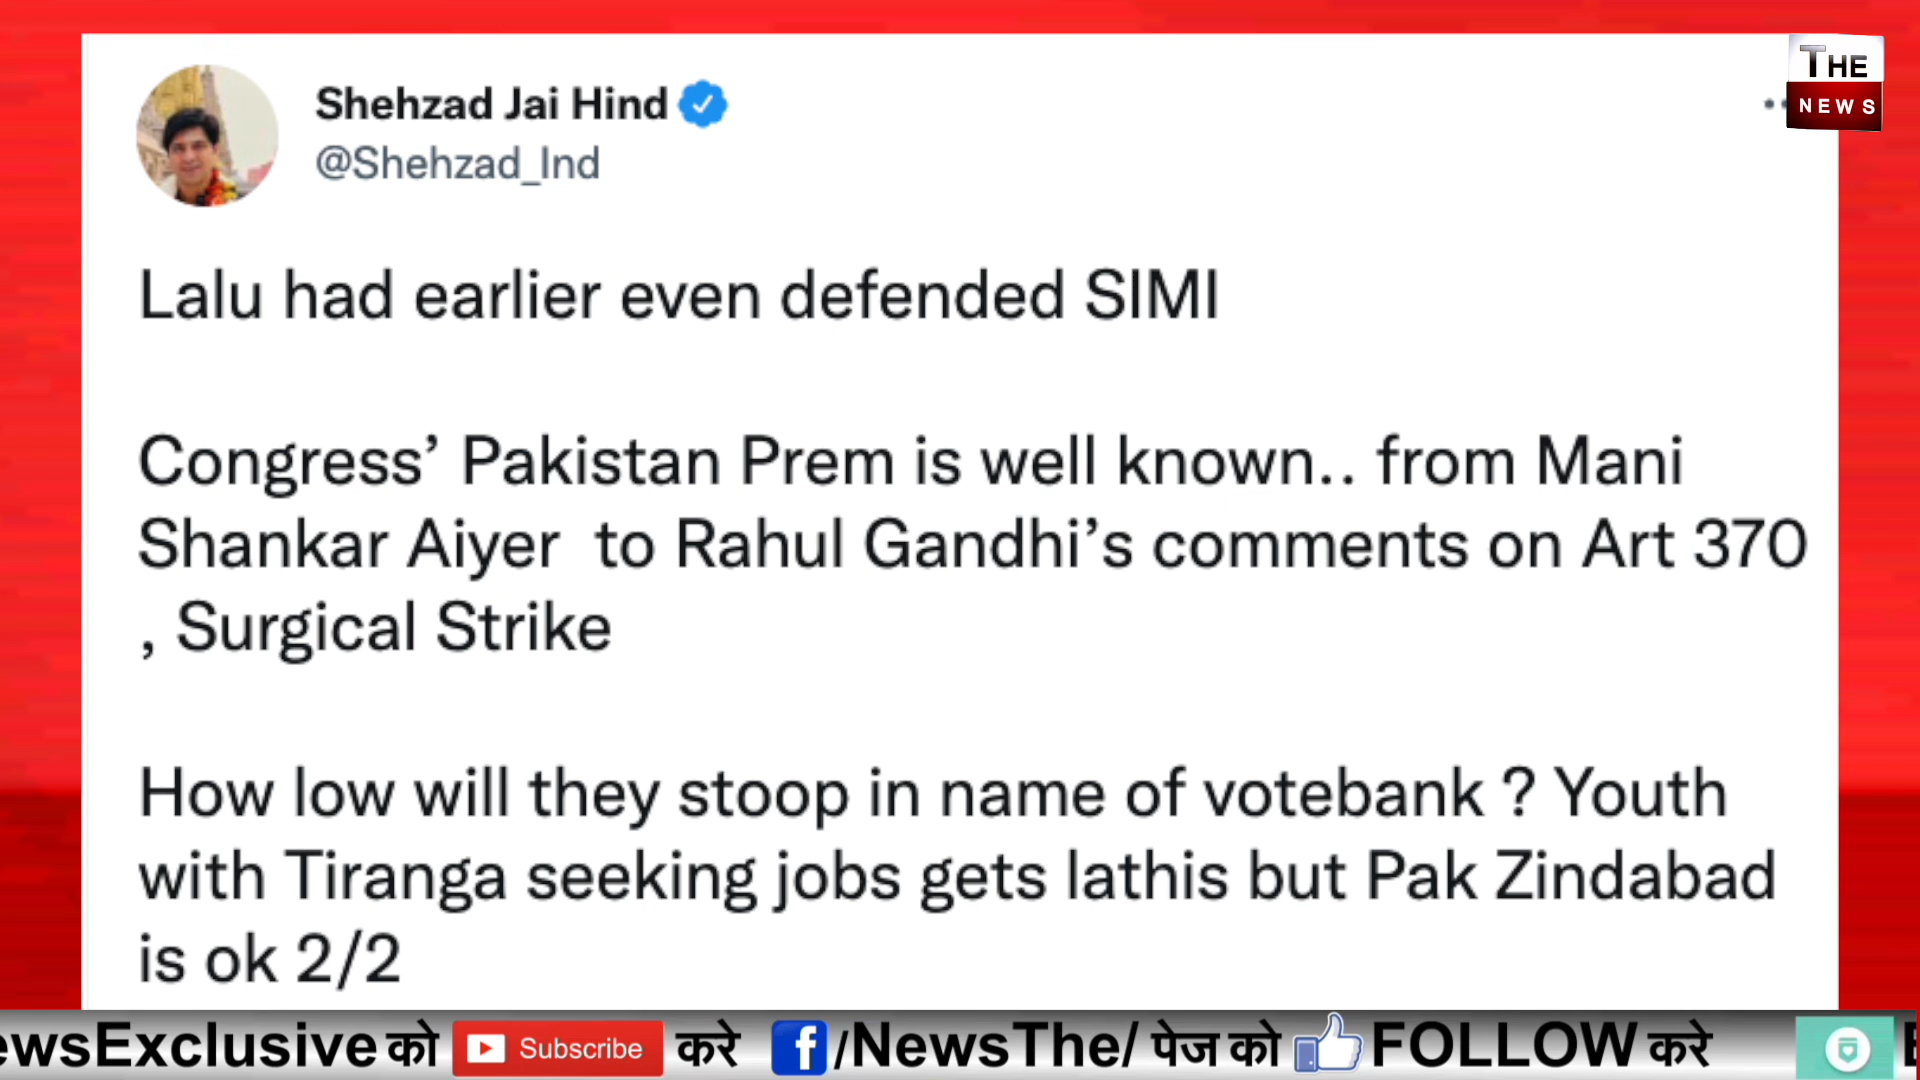 THE
NEWS
Shehzad Jai Hind
@Shehzad_Ind
Lalu had earlier even defended SIMI
Congress’ Pakistan Prem is well known.. from Mani
Shankar Aiyer to Rahul Gandhi’s comments on Art 370
, Surgical Strike
How low will they stoop in name of votebank ? Youth
with Tiranga seeking jobs gets lathis but Pak Zindabad
is ok 2/2
ewsExclusive को Subscribe करे f/NewsThe/ पेज को FOLLOW करे